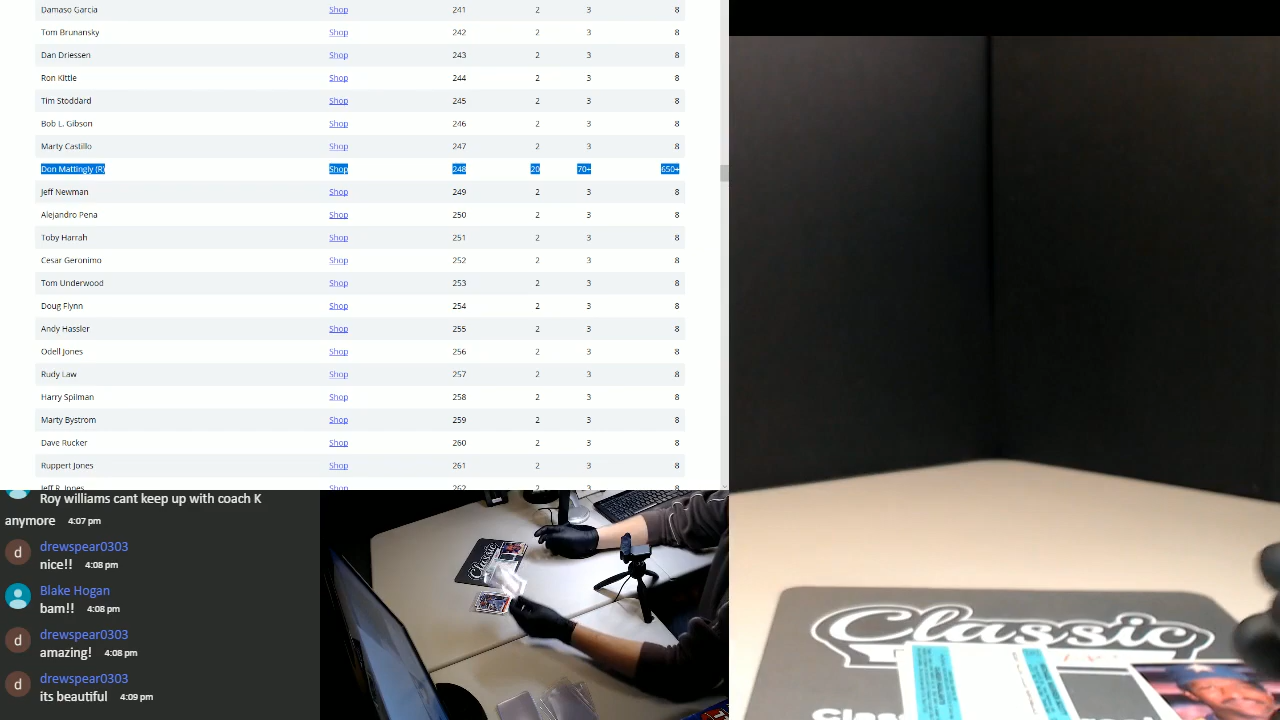 Damaso Garcia Shop 241 2 3 8
Tom Brunansky Shop 242 2 3 8
Dan Driessen Shop 243 2 3 8
Ron Kittle Shop 244 2 3 8
Tim Stoddard Shop 245 2 3 8
Bob L. Gibson Shop 246 2 3 8
Marty Castillo Shop 247 2 3 8
Don Mattingly (R) Shop 248 20 70+ 650+
Jeff Newman Shop 249 2 3 8
Alejandro Pena Shop 250 2 3 8
Toby Harrah Shop 251 2 3 8
Cesar Geronimo Shop 252 2 3 8
Tom Underwood Shop 253 2 3 8
Doug Flynn Shop 254 2 3 8
Andy Hassler Shop 255 2 3 8
Odell Jones Shop 256 2 3 8
Rudy Law Shop 257 2 3 8
Harry Spilman Shop 258 2 3 8
Marty Bystrom Shop 259 2 3 8
Dave Rucker Shop 260 2 3 8
Ruppert Jones Shop 261 2 3 8
Jeff R. Jones Shop 262 2 3 8
Roy williams cant keep up with coach K
anymore 4:07 pm
d drewspear0303
nice!! 4:08 pm
Blake Hogan
bam!! 4:08 pm
d drewspear0303
amazing! 4:08 pm
d drewspear0303
its beautiful 4:09 pm
Classic
Classic